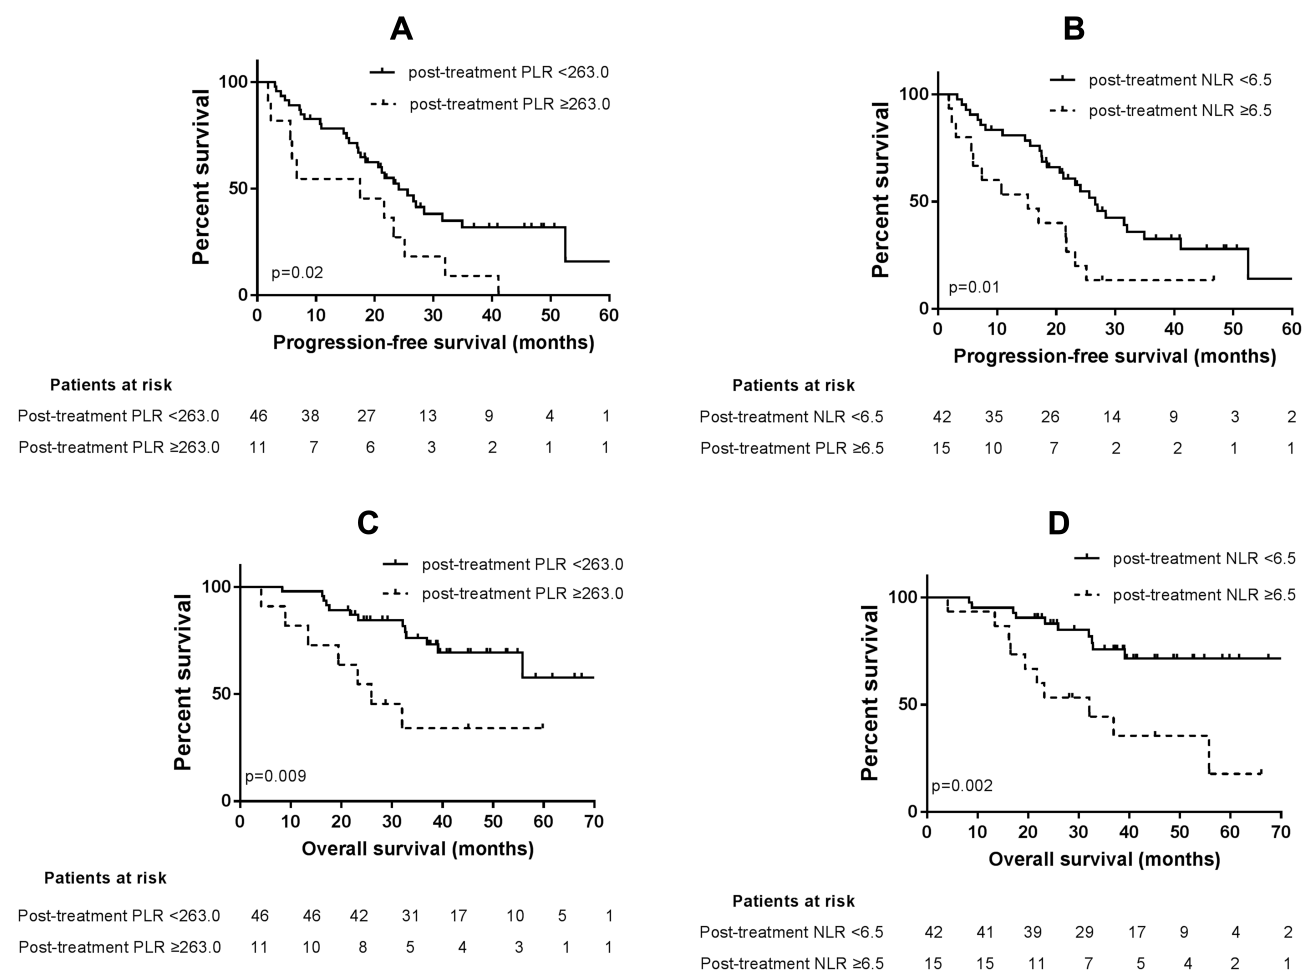 A
post-treatment PLR <263.0
post-treatment PLR ≥263.0
Percent survival
100
50
0
p=0.02
0 10 20 30 40 50 60
Progression-free survival (months)
Patients at risk
Post-treatment PLR <263.0 46 38 27 13 9 4 1
Post-treatment PLR ≥263.0 11 7 6 3 2 1 1
B
post-treatment NLR <6.5
post-treatment NLR ≥6.5
Percent survival
100
50
0
p=0.01
0 10 20 30 40 50 60
Progression-free survival (months)
Patients at risk
Post-treatment NLR <6.5 42 35 26 14 9 3 2
Post-treatment PLR ≥6.5 15 10 7 2 2 1 1
C
post-treatment PLR <263.0
post-treatment PLR ≥263.0
Percent survival
100
50
0
p=0.009
0 10 20 30 40 50 60 70
Overall survival (months)
Patients at risk
Post-treatment PLR <263.0 46 46 42 31 17 10 5 1
Post-treatment PLR ≥263.0 11 10 8 5 4 3 1 1
D
post-treatment NLR <6.5
post-treatment NLR ≥6.5
Percent survival
100
50
0
p=0.002
0 10 20 30 40 50 60 70
Overall survival (months)
Patients at risk
Post-treatment NLR <6.5 42 41 39 29 17 9 4 2
Post-treatment NLR ≥6.5 15 15 11 7 5 4 2 1